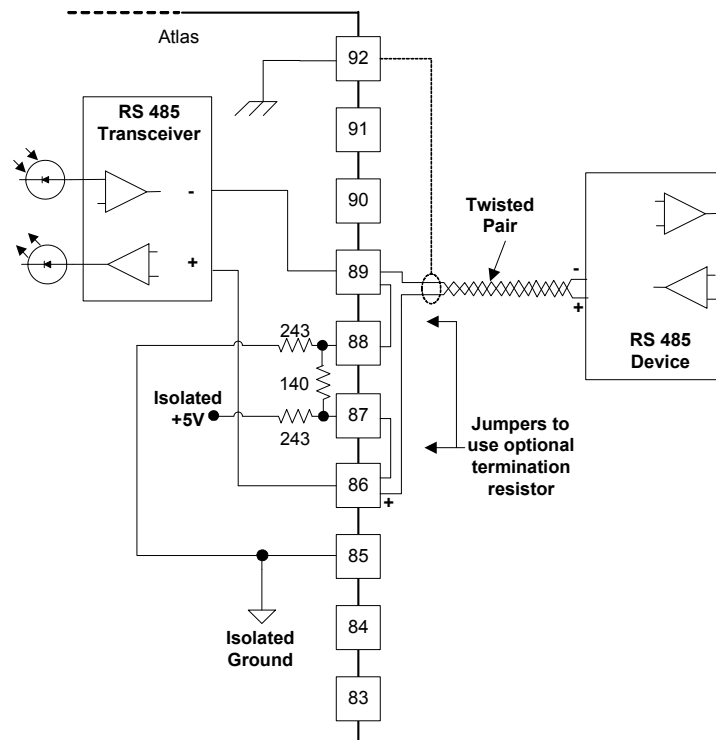 Atlas
92
RS 485
Transceiver
91
90
Twisted
Pair
-
89
-
+
+
243
88
RS 485
Device
140
Isolated
+5V
87
243
Jumpers to
use optional
termination
resistor
86
+
85
84
Isolated
Ground
83